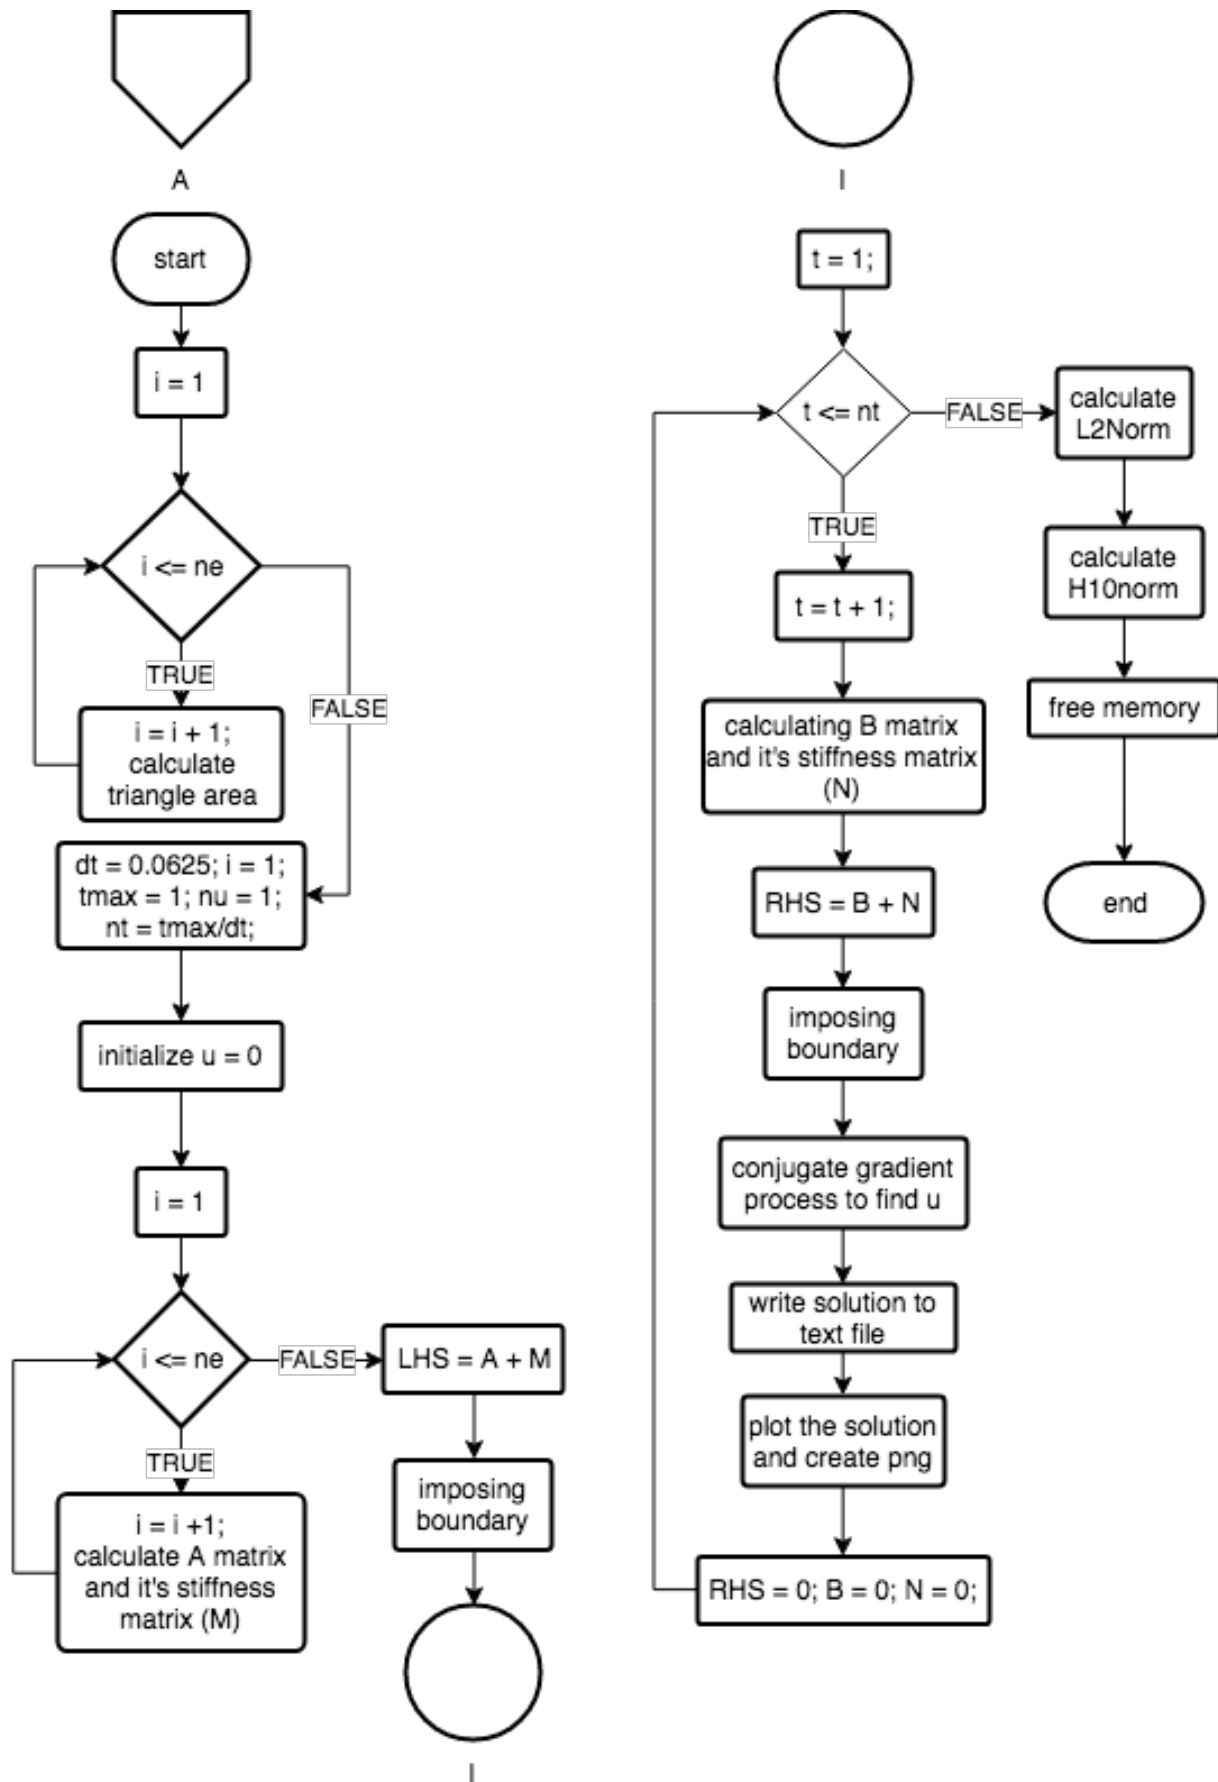 A
start
i = 1
i <= ne
TRUE
FALSE
i = i + 1;
calculate
triangle area
dt = 0.0625; i = 1;
tmax = 1; nu = 1;
nt = tmax/dt;
initialize u = 0
i = 1
i <= ne
FALSE
LHS = A + M
TRUE
imposing
boundary
i = i +1;
calculate A matrix
and it's stiffness
matrix (M)
I
I
t = 1;
t <= nt
FALSE
calculate
L2Norm
TRUE
calculate
H10norm
t = t + 1;
free memory
calculating B matrix
and it's stiffness matrix
(N)
end
RHS = B + N
imposing
boundary
conjugate gradient
process to find u
write solution to
text file
plot the solution
and create png
RHS = 0; B = 0; N = 0;